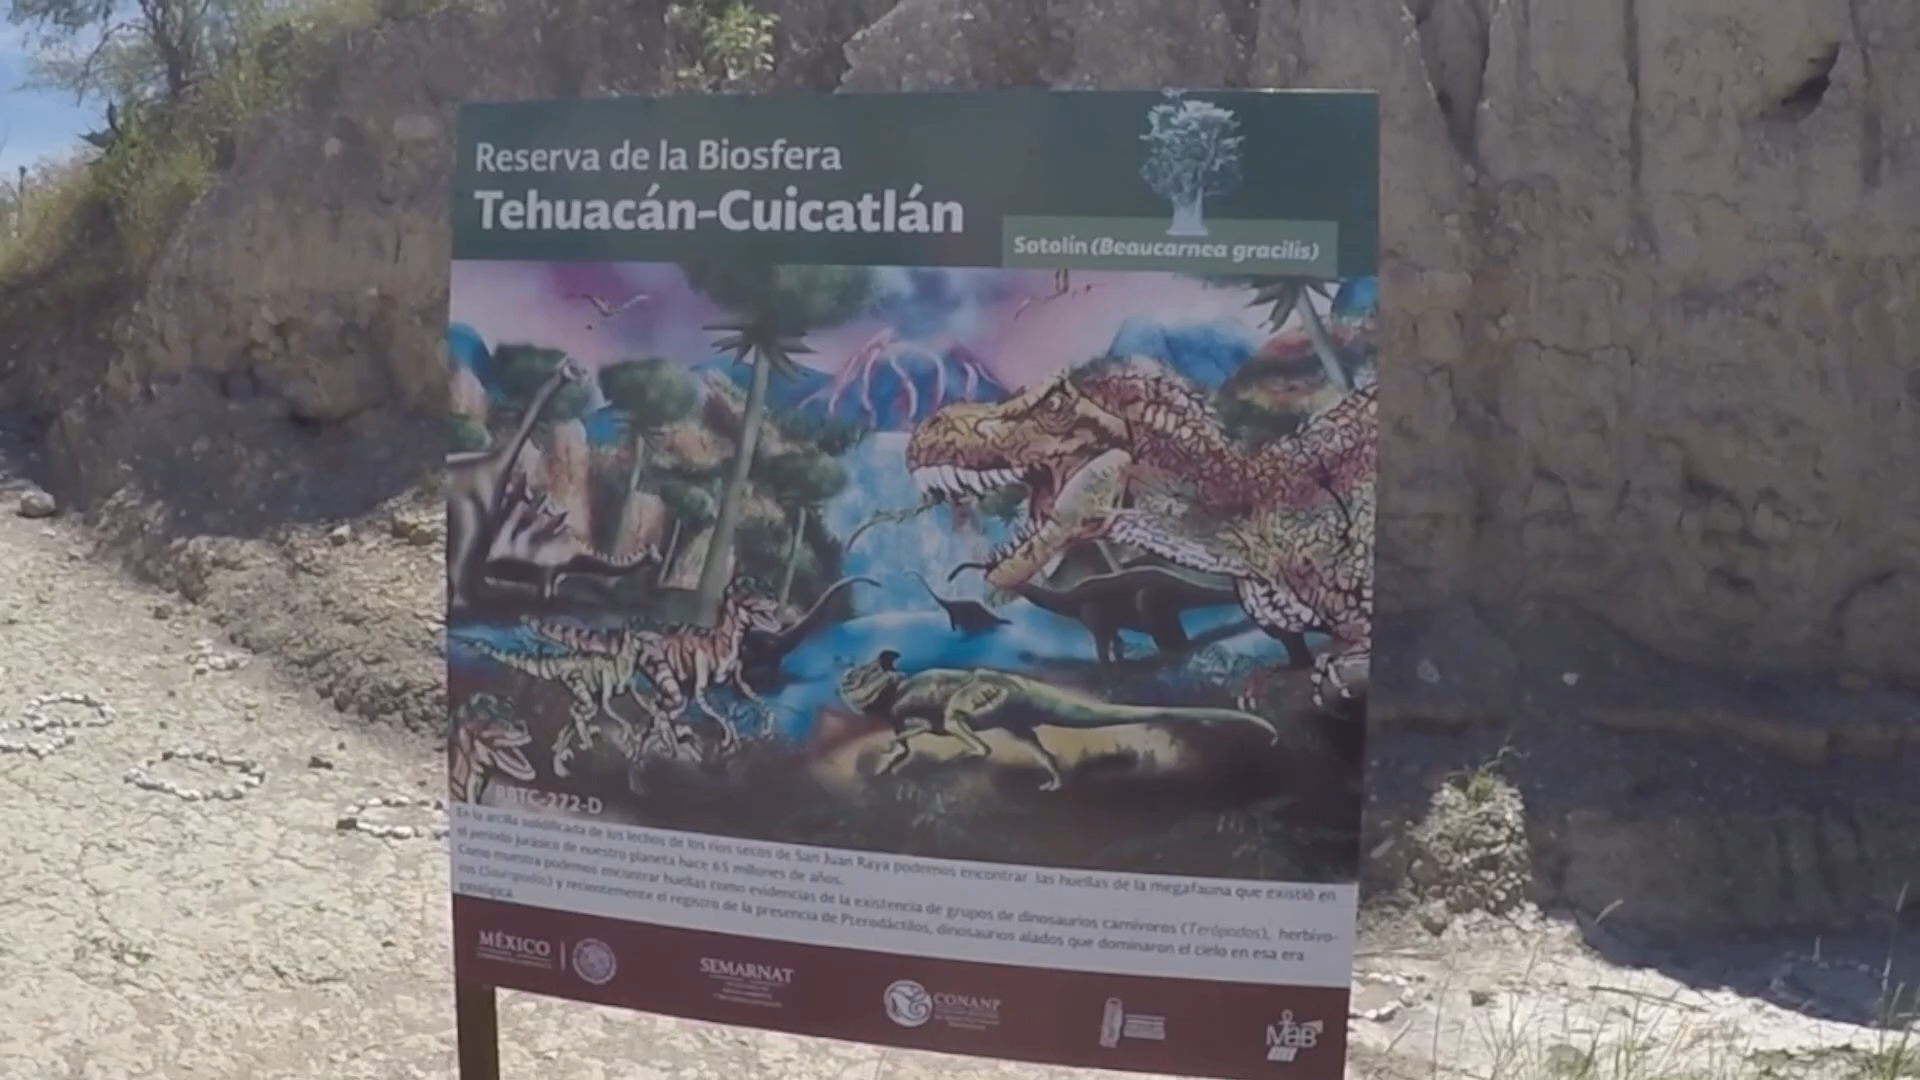 Reserva de la Biosfera
Tehuacán-Cuicatlán
Sotolín (Beaucarnea gracilis)
RBTC-272-D
En la arcilla solidificada de los lechos de los ríos secos de San Juan Raya podemos encontrar las huellas de la megafauna que existió en
el periodo jurásico de nuestro planeta hace 65 millones de años.
Como muestra podemos encontrar huellas como evidencias de la existencia de grupos de dinosaurios carnívoros (Terópodos), herbívo-
ros (Saurópodos) y recientemente el registro de la presencia de Pterodáctilos, dinosaurios alados que dominaron el cielo en esa era
geológica.
MÉXICO
SEMARNAT
CONANP
MaB